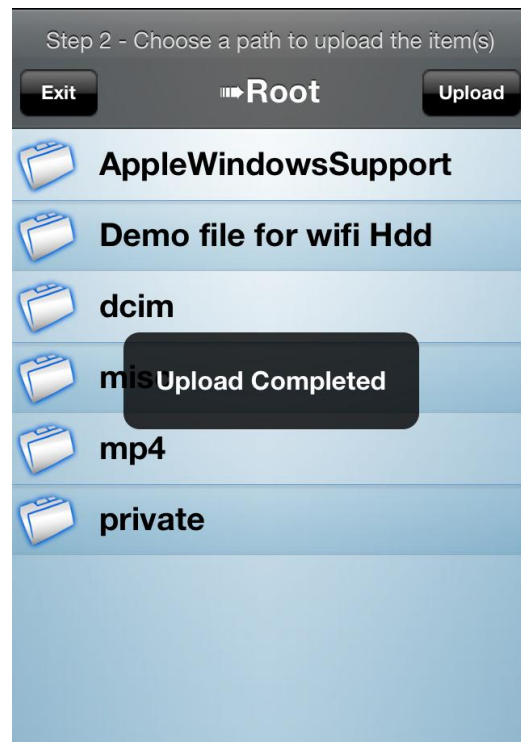 Step 2 - Choose a path to upload the item(s)
Exit
➠Root
Upload
AppleWindowsSupport
Demo file for wifi Hdd
dcim
Upload Completed
mp4
private